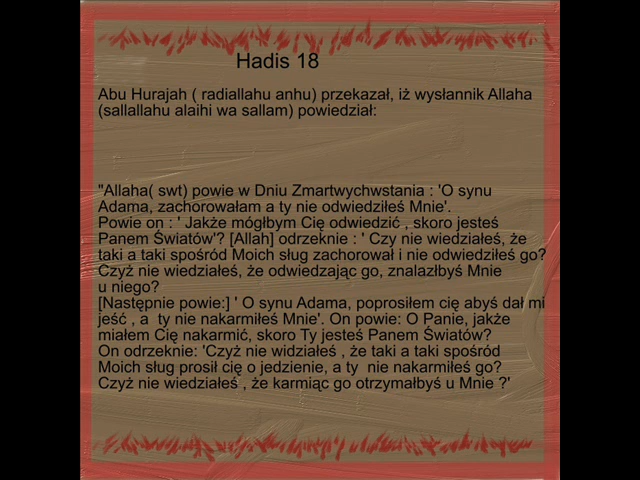 Hadis 18
Abu Hurajah ( radiallahu anhu) przekazał, iż wysłannik Allaha
(sallallahu alaihi wa sallam) powiedział:
"Allaha( swt) powie w Dniu Zmartwychwstania : 'O synu
Adama, zachorowałam a ty nie odwiedziłeś Mnie'.
Powie on : ' Jakże mógłbym Cię odwiedzić , skoro jesteś
Panem Światów'? [Allah] odrzeknie : ' Czy nie wiedziałeś, że
taki a taki spośród Moich sług zachorował i nie odwiedziłeś go?
Czyż nie wiedziałeś, że odwiedzając go, znalazłbyś Mnie
u niego?
[Następnie powie:] ' O synu Adama, poprosiłem cię abyś dał mi
jeść , a  ty nie nakarmiłeś Mnie'. On powie: O Panie, jakże
miałem Cię nakarmić, skoro Ty jesteś Panem Światów?
On odrzeknie: 'Czyż nie widziałeś , że taki a taki spośród
Moich sług prosił cię o jedzenie, a ty  nie nakarmiłeś go?
Czyż nie wiedziałeś , że karmiąc go otrzymałbyś u Mnie ?'